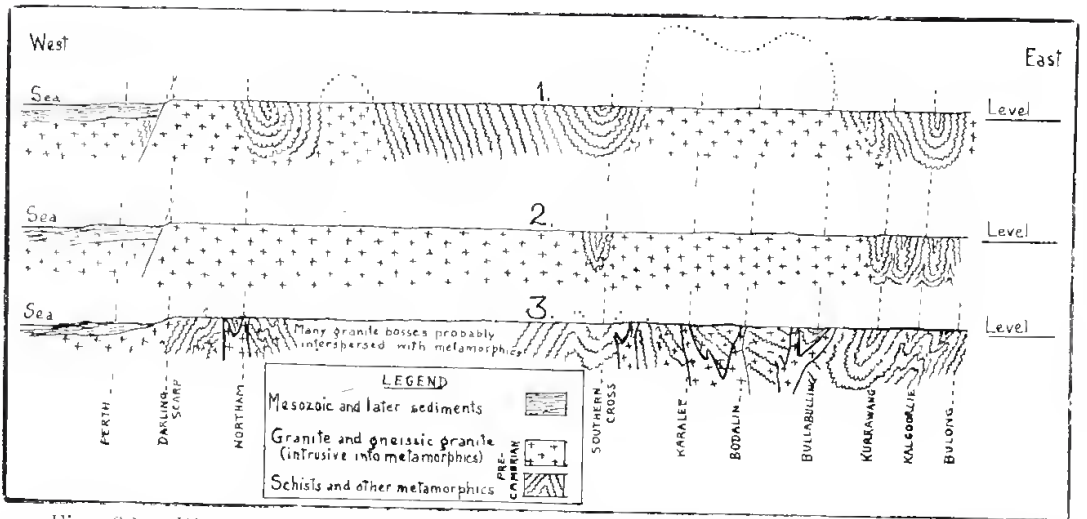 West
East
Sea
1.
Level
Sea
2.
Level
Sea
3.
Level
Many granite bosses probably
interspersed with metamorphics
PERTH
DARLING
SCARP
NORTHAM
SOUTHERN
CROSS
KARALEE
BODALIN
BULLABULLING
KURRAWANG
KALGOORLIE
BULONG
LEGEND
Mesozoic and later sediments
Granite and gneissic granite
(intrusive into metamorphics)
Schists and other metamorphics
PRE-
CAMBRIAN